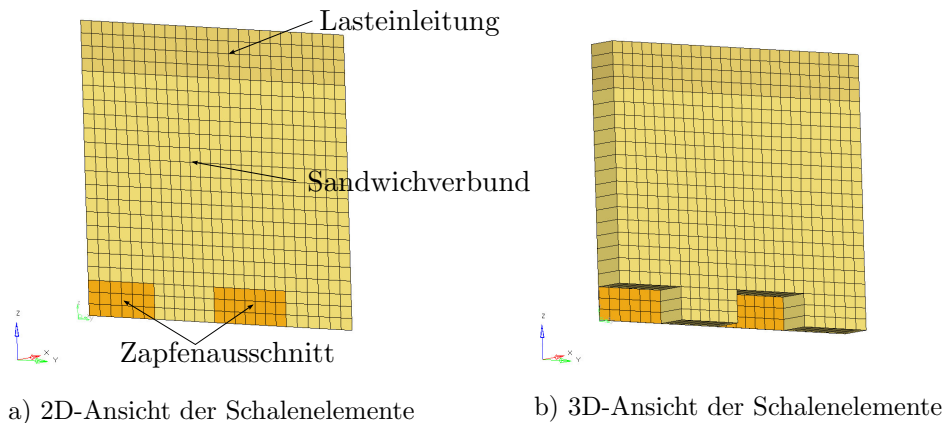 Lasteinleitung
Sandwichverbund
Zapfenausschnitt
Z
X
Y
Z
X
Y
a) 2D-Ansicht der Schalenelemente
b) 3D-Ansicht der Schalenelemente